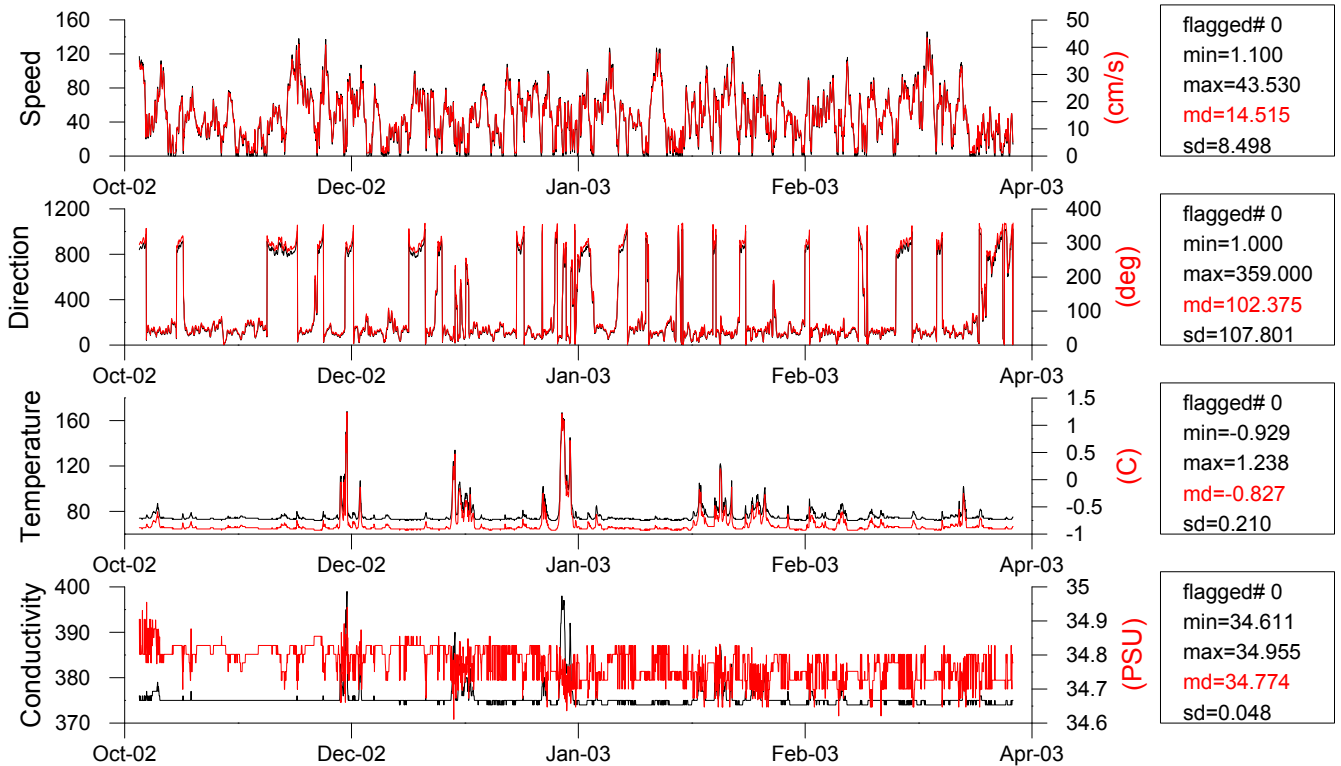 Speed
160
120
80
40
0
50
40
30
20
10
0
(cm/s)
Oct-02 Dec-02 Jan-03 Feb-03 Apr-03
flagged# 0
min=1.100
max=43.530
md=14.515
sd=8.498
Direction
1200
800
400
0
400
300
200
100
0
(deg)
Oct-02 Dec-02 Jan-03 Feb-03 Apr-03
flagged# 0
min=1.000
max=359.000
md=102.375
sd=107.801
Temperature
160
120
80
1.5
1
0.5
0
-0.5
-1
(C)
Oct-02 Dec-02 Jan-03 Feb-03 Apr-03
flagged# 0
min=-0.929
max=1.238
md=-0.827
sd=0.210
Conductivity
400
390
380
370
35
34.9
34.8
34.7
34.6
(PSU)
Oct-02 Dec-02 Jan-03 Feb-03 Apr-03
flagged# 0
min=34.611
max=34.955
md=34.774
sd=0.048